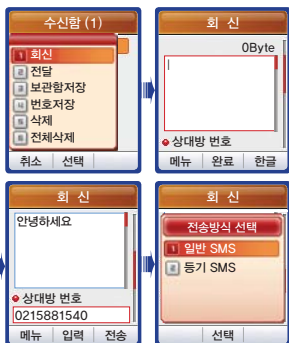 수신함 (1)
1 회신
2 전달
3 보관함저장
4 번호저장
5 삭제
6 전체삭제
취소 선택
회 신
0Byte
상대방 번호
메뉴 완료 한글
회 신
안녕하세요
상대방 번호
0215881540
메뉴 입력 전송
회 신
전송방식 선택
1 일반 SMS
2 등기 SMS
선택